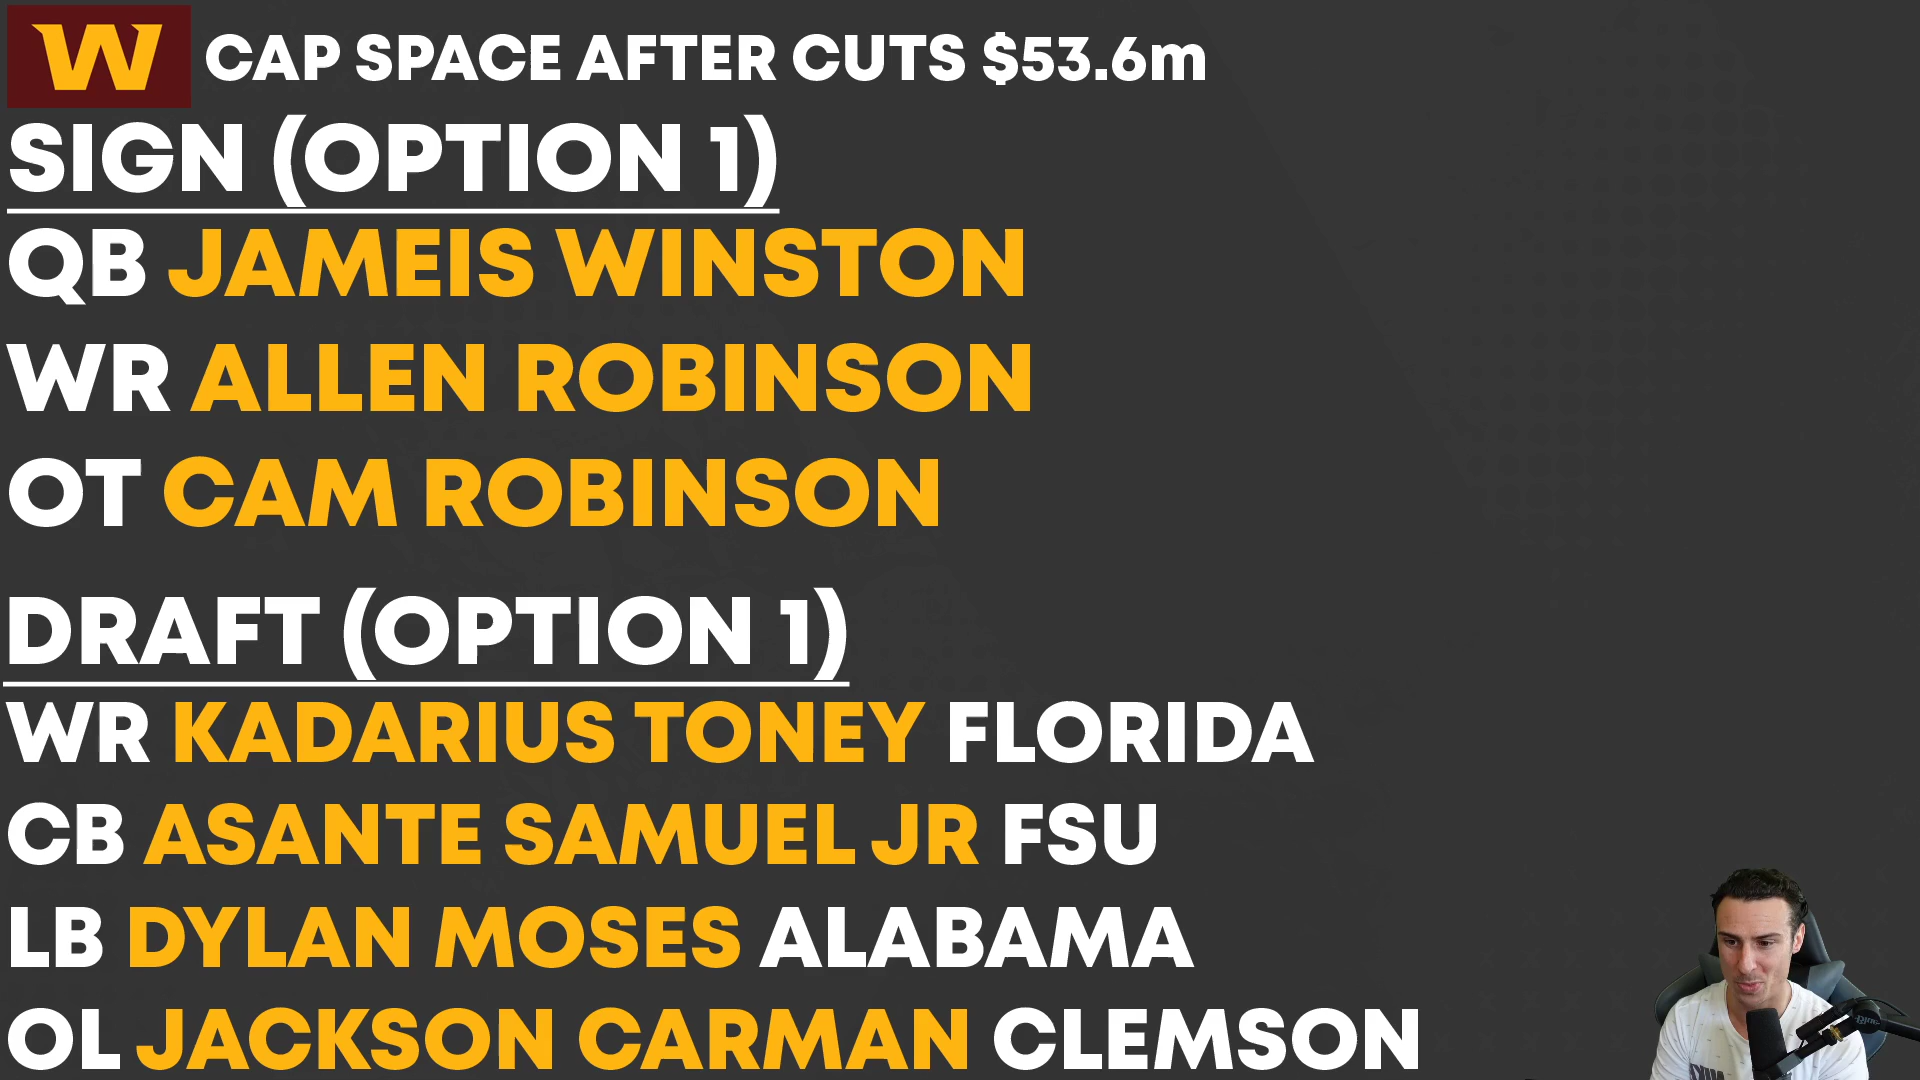 W CAP SPACE AFTER CUTS $53.6m
SIGN (OPTION 1)
QB JAMEIS WINSTON
WR ALLEN ROBINSON
OT CAM ROBINSON
DRAFT (OPTION 1)
WR KADARIUS TONEY FLORIDA
CB ASANTE SAMUEL JR FSU
LB DYLAN MOSES ALABAMA
OL JACKSON CARMAN CLEMSON